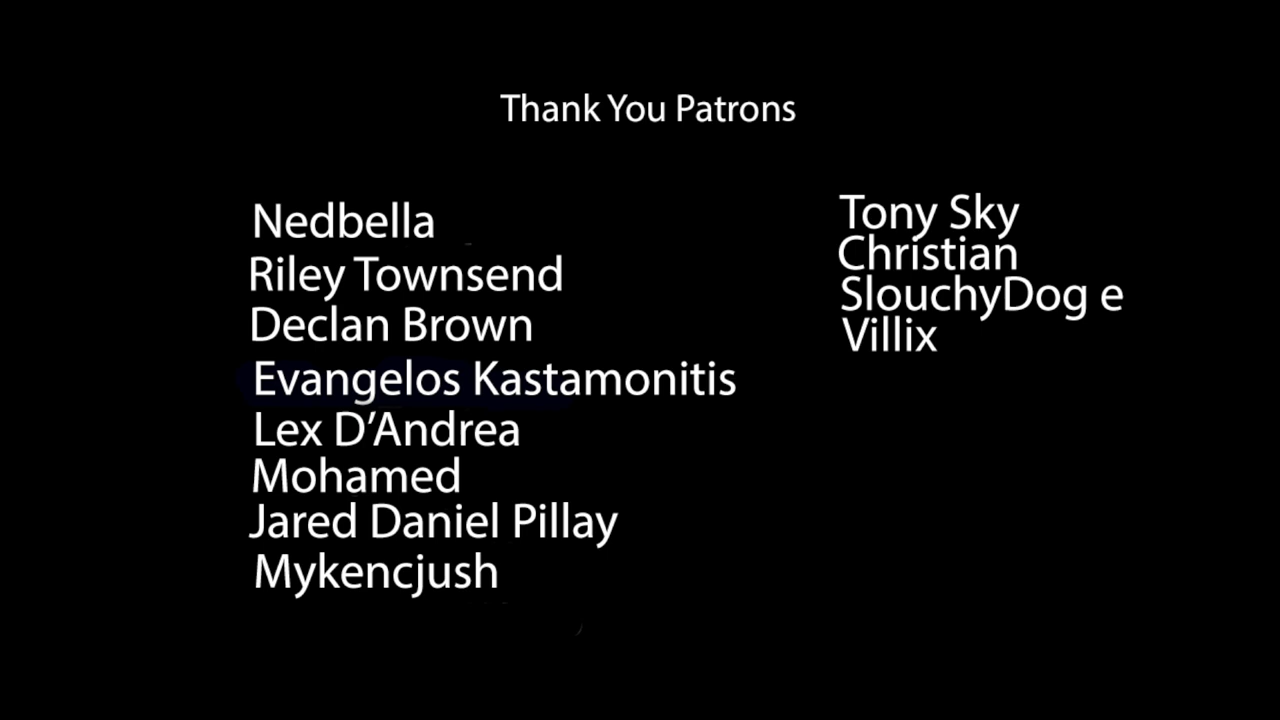 Thank You Patrons
Nedbella
Riley Townsend
Declan Brown
Evangelos Kastamonitis
Lex D’Andrea
Mohamed
Jared Daniel Pillay
Mykencjush
Tony Sky
Christian
SlouchyDog e
Villix